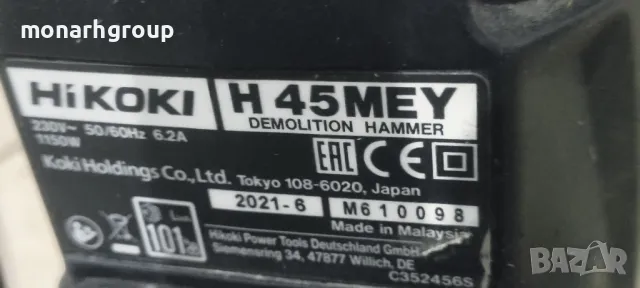 monarhgroup
HiKOKI
H 45MEY
DEMOLITION HAMMER
230V~ 50/60Hz 6.2A
1150W
EAC CE
Koki Holdings Co., Ltd. Tokyo 108-6020, Japan
2021-6 M610098
Made in Malaysia
101
Hikoki Power Tools Deutschland GmbH
Siemensring 34, 47877 Willich, DE
C352456S
BAZAR